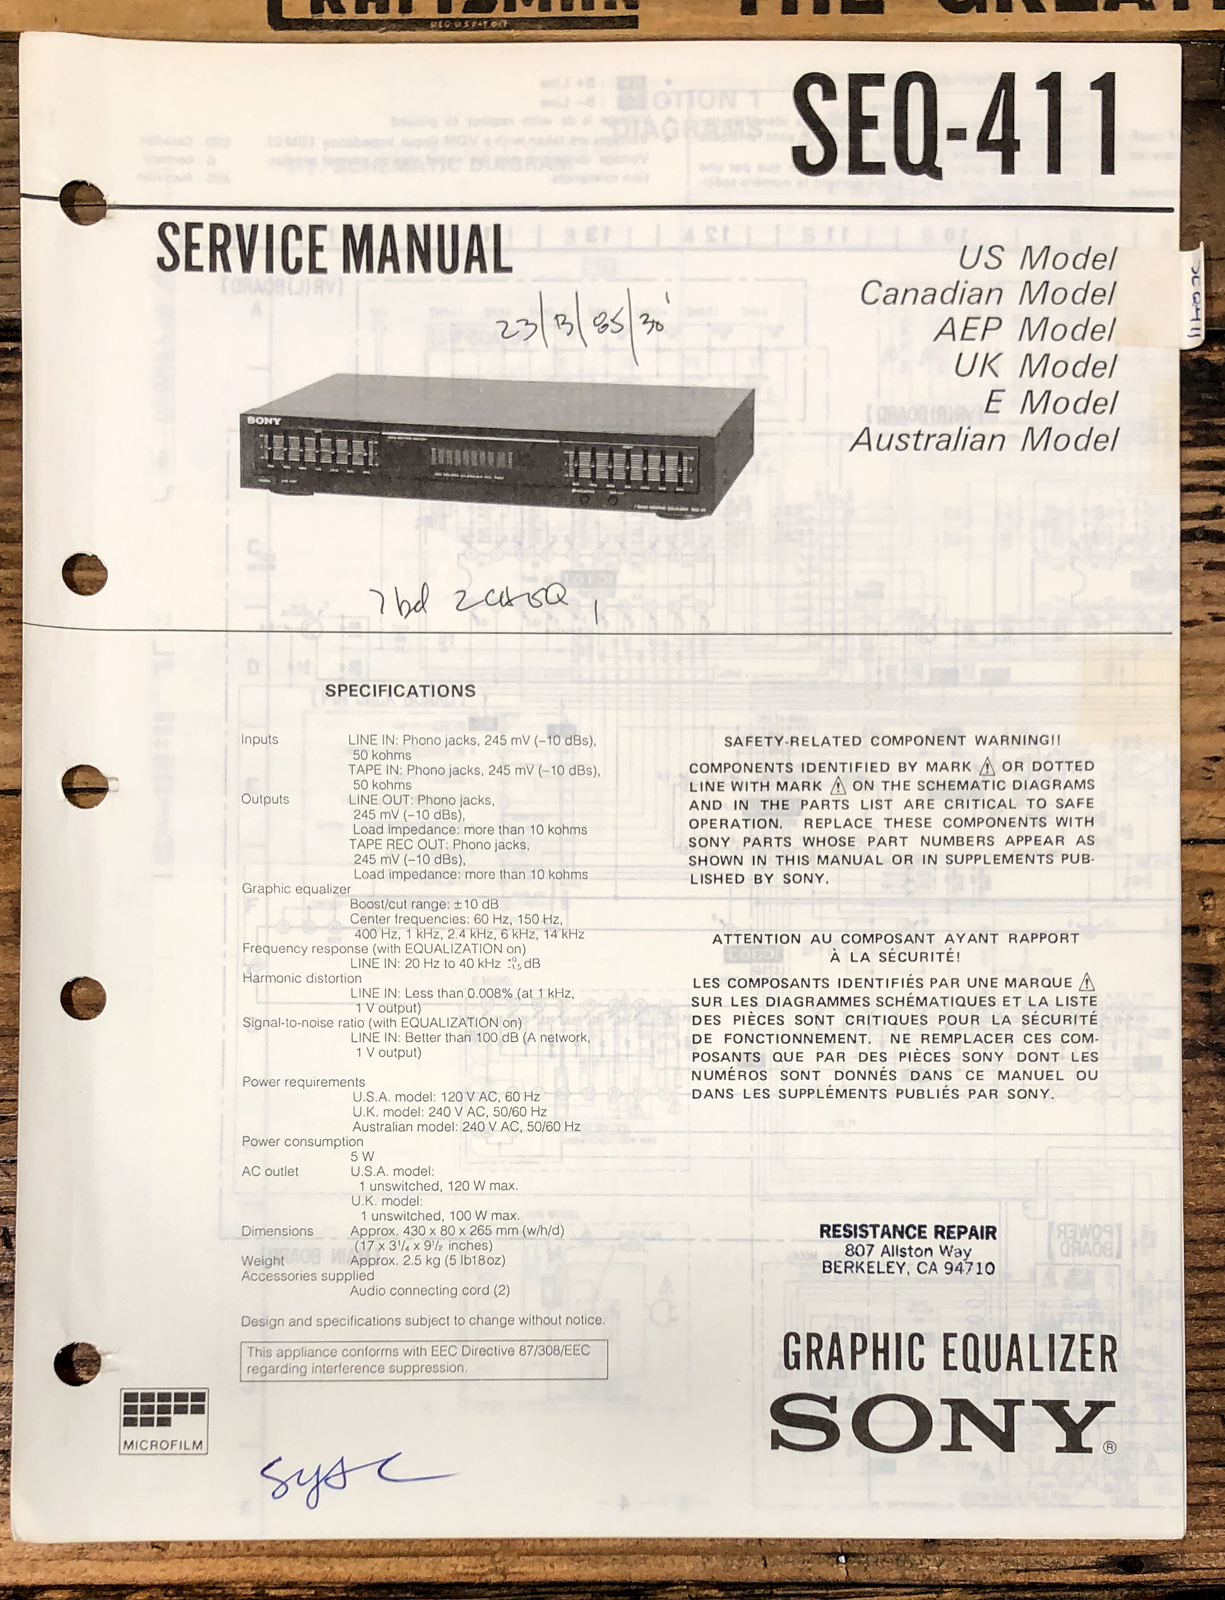 SEQ-411
SERVICE MANUAL
US Model
Canadian Model
AEP Model
UK Model
E Model
Australian Model
SONY
SPECIFICATIONS
Inputs LINE IN: Phono jacks, 245 mV (–10 dBs),
50 kohms
TAPE IN: Phono jacks, 245 mV (–10 dBs),
50 kohms
Outputs LINE OUT: Phono jacks,
245 mV (–10 dBs),
Load impedance: more than 10 kohms
TAPE REC OUT: Phono jacks,
245 mV (–10 dBs),
Load impedance: more than 10 kohms
Graphic equalizer
Boost/cut range: ±10 dB
Center frequencies: 60 Hz, 150 Hz,
400 Hz, 1 kHz, 2.4 kHz, 6 kHz, 14 kHz
Frequency response (with EQUALIZATION on)
LINE IN: 20 Hz to 40 kHz +0 –1.5 dB
Harmonic distortion
LINE IN: Less than 0.008% (at 1 kHz,
1 V output)
Signal-to-noise ratio (with EQUALIZATION on)
LINE IN: Better than 100 dB (A network,
1 V output)
Power requirements
U.S.A. model: 120 V AC, 60 Hz
U.K. model: 240 V AC, 50/60 Hz
Australian model: 240 V AC, 50/60 Hz
Power consumption
5 W
AC outlet U.S.A. model:
1 unswitched, 120 W max.
U.K. model:
1 unswitched, 100 W max.
Dimensions Approx. 430 x 80 x 265 mm (w/h/d)
(17 x 3¼ x 9½ inches)
Weight Approx. 2.5 kg (5 lb18oz)
Accessories supplied
Audio connecting cord (2)
Design and specifications subject to change without notice.
This appliance conforms with EEC Directive 87/308/EEC
regarding interference suppression.
MICROFILM
SAFETY-RELATED COMPONENT WARNING!!
COMPONENTS IDENTIFIED BY MARK ⚠ OR DOTTED
LINE WITH MARK ⚠ ON THE SCHEMATIC DIAGRAMS
AND IN THE PARTS LIST ARE CRITICAL TO SAFE
OPERATION. REPLACE THESE COMPONENTS WITH
SONY PARTS WHOSE PART NUMBERS APPEAR AS
SHOWN IN THIS MANUAL OR IN SUPPLEMENTS PUB-
LISHED BY SONY.
ATTENTION AU COMPOSANT AYANT RAPPORT
À LA SÉCURITÉ!
LES COMPOSANTS IDENTIFIÉS PAR UNE MARQUE ⚠
SUR LES DIAGRAMMES SCHÉMATIQUES ET LA LISTE
DES PIÈCES SONT CRITIQUES POUR LA SÉCURITÉ
DE FONCTIONNEMENT. NE REMPLACER CES COM-
POSANTS QUE PAR DES PIÈCES SONY DONT LES
NUMÉROS SONT DONNÉS DANS CE MANUEL OU
DANS LES SUPPLÉMENTS PUBLIÉS PAR SONY.
RESISTANCE REPAIR
807 Allston Way
BERKELEY, CA 94710
GRAPHIC EQUALIZER
SONY®